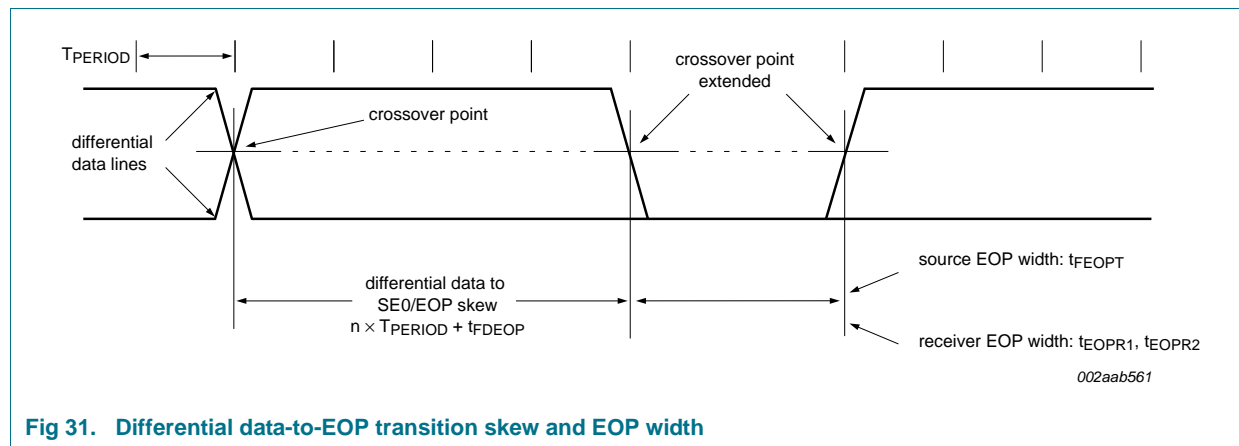 TPERIOD
crossover point
extended
crossover point
differential
data lines
differential data to
SE0/EOP skew
n × TPERIOD + tFDEOP
source EOP width: tFEOPT
receiver EOP width: tEOPR1, tEOPR2
002aab561
Fig 31. Differential data-to-EOP transition skew and EOP width